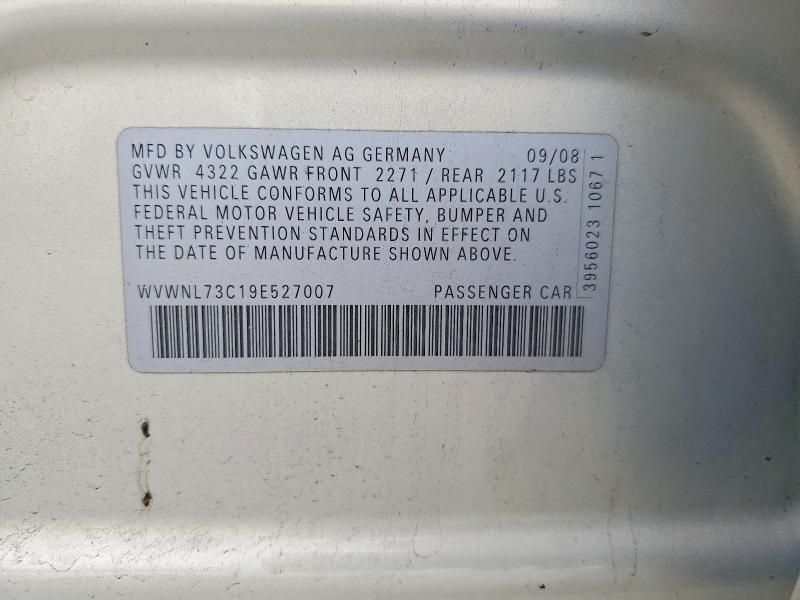 MFD BY VOLKSWAGEN AG GERMANY 09/08
GVWR 4322 GAWR FRONT 2271 / REAR 2117 LBS
THIS VEHICLE CONFORMS TO ALL APPLICABLE U.S.
FEDERAL MOTOR VEHICLE SAFETY, BUMPER AND
THEFT PREVENTION STANDARDS IN EFFECT ON
THE DATE OF MANUFACTURE SHOWN ABOVE.
WVWNL73C19E527007 PASSENGER CAR
3956023 1067 1